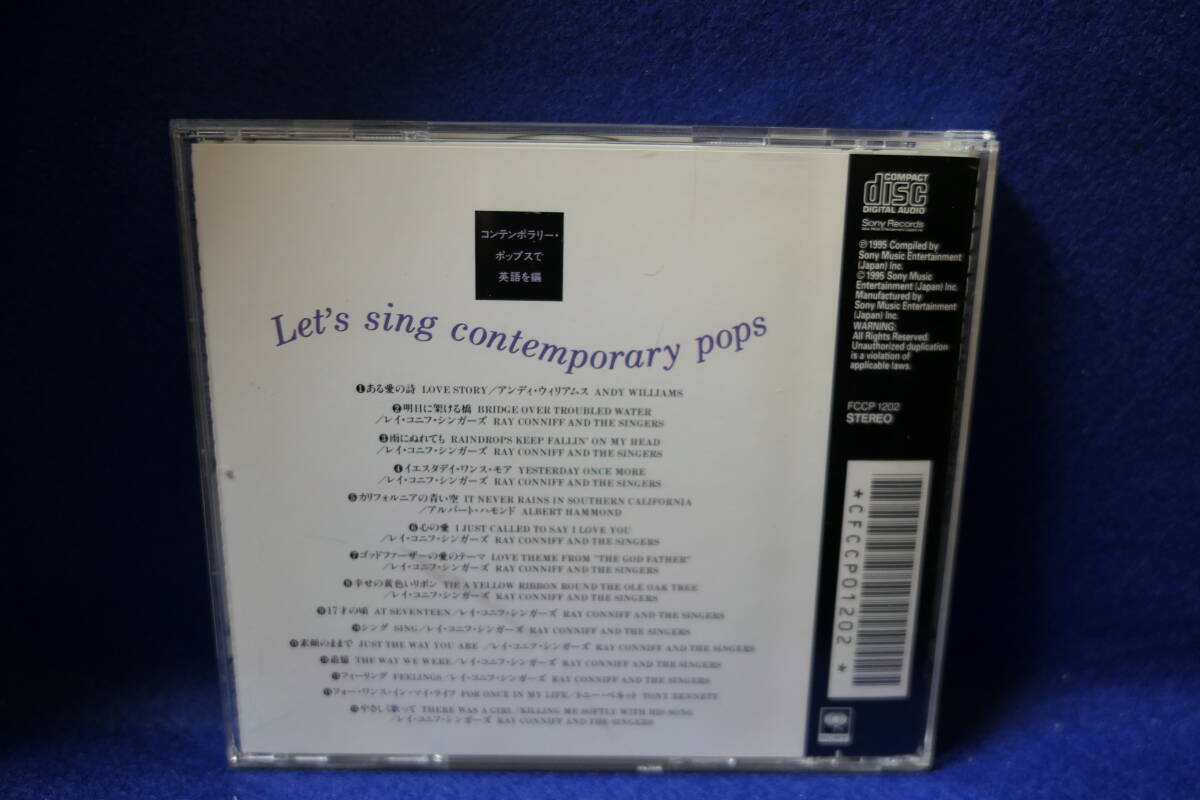 コンテンポラリー・
ポップスで
英語を編
Let's sing contemporary pops
❶ある愛の詩 LOVE STORY/アンディ・ウィリアムス ANDY WILLIAMS
❷明日に架ける橋 BRIDGE OVER TROUBLED WATER
/レイ・コニフ・シンガーズ RAY CONNIFF AND THE SINGERS
❸雨にぬれても RAINDROPS KEEP FALLIN' ON MY HEAD
/レイ・コニフ・シンガーズ RAY CONNIFF AND THE SINGERS
❹イエスタデイ・ワンス・モア YESTERDAY ONCE MORE
/レイ・コニフ・シンガーズ RAY CONNIFF AND THE SINGERS
❺カリフォルニアの青い空 IT NEVER RAINS IN SOUTHERN CALIFORNIA
/アルバート・ハモンド ALBERT HAMMOND
❻心の愛 I JUST CALLED TO SAY I LOVE YOU
/レイ・コニフ・シンガーズ RAY CONNIFF AND THE SINGERS
❼ゴッドファーザーの愛のテーマ LOVE THEME FROM "THE GOD FATHER"
/レイ・コニフ・シンガーズ RAY CONNIFF AND THE SINGERS
❽幸せの黄色いリボン TIE A YELLOW RIBBON ROUND THE OLE OAK TREE
/レイ・コニフ・シンガーズ RAY CONNIFF AND THE SINGERS
❾17才の頃 AT SEVENTEEN/レイ・コニフ・シンガーズ RAY CONNIFF AND THE SINGERS
❿シング SING/レイ・コニフ・シンガーズ RAY CONNIFF AND THE SINGERS
⓫素顔のままで JUST THE WAY YOU ARE /レイ・コニフ・シンガーズ RAY CONNIFF AND THE SINGERS
⓬追憶 THE WAY WE WERE/レイ・コニフ・シンガーズ RAY CONNIFF AND THE SINGERS
⓭フィーリング FEELINGS/レイ・コニフ・シンガーズ RAY CONNIFF AND THE SINGERS
⓮フォー・ワンス・イン・マイ・ライフ FOR ONCE IN MY LIFE/トニー・ベネット TONY BENNETT
⓯やさしく歌って THERE WAS A GIRL/KILLING ME SOFTLY WITH HIS SONG
/レイ・コニフ・シンガーズ RAY CONNIFF AND THE SINGERS
COMPACT
disc
DIGITAL AUDIO
Sony Records
℗1995 Compiled by
Sony Music Entertainment
(Japan) Inc.
©1995 Sony Music
Entertainment (Japan) Inc.
Manufactured by
Sony Music Entertainment
(Japan) Inc.
WARNING:
All Rights Reserved.
Unauthorized duplication
is a violation of
applicable laws.
FCCP 1202
STEREO
*CFCCP01202 *